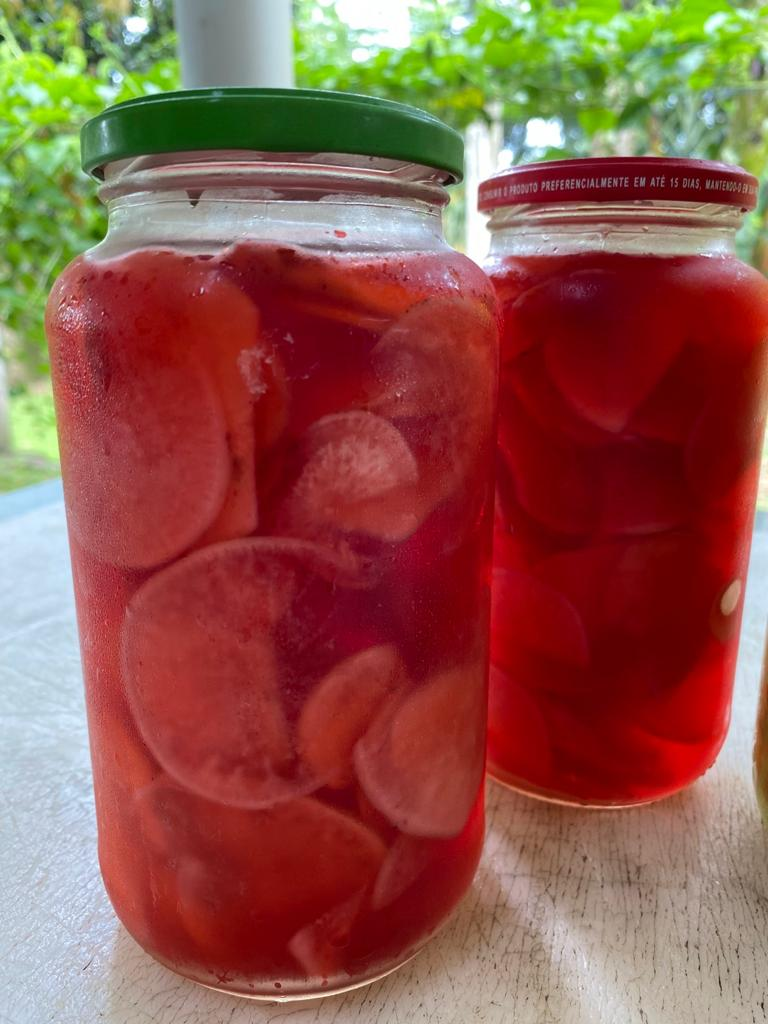 O PRODUTO PREFERENCIALMENTE EM ATÉ 15 DIAS, MANTENDO-O EM